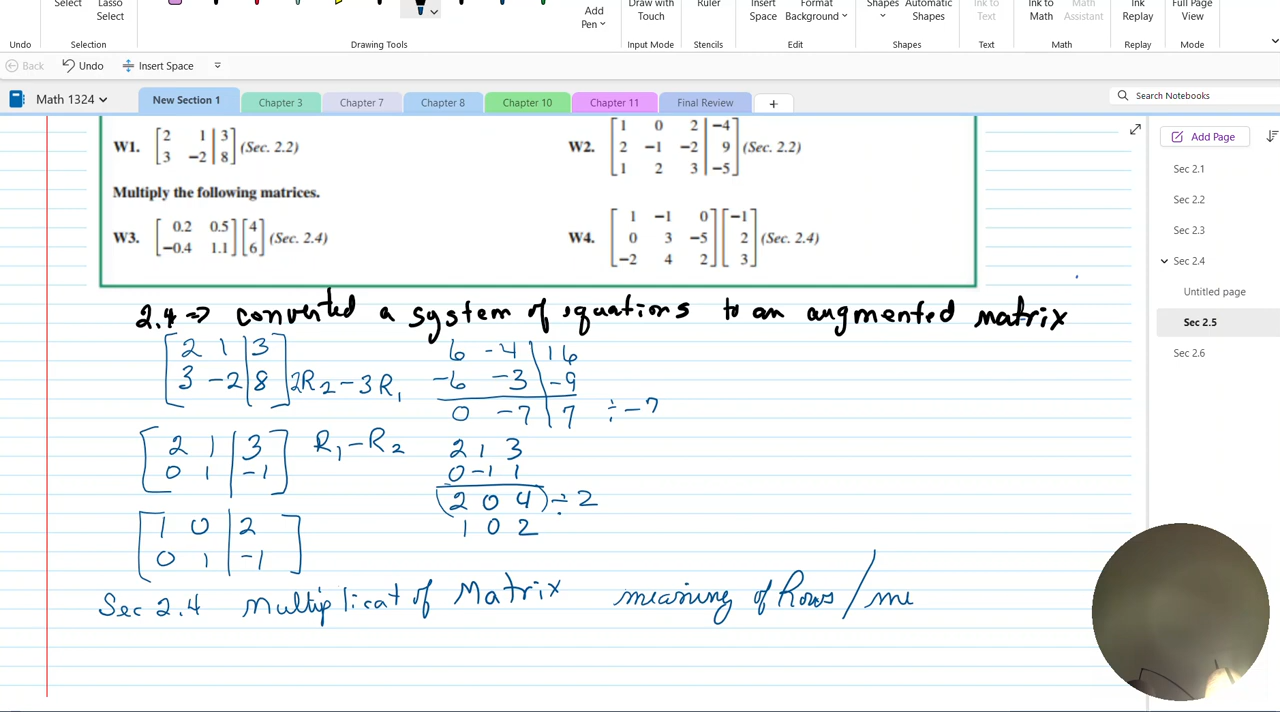 Select
Lasso
Select
Add
Pen
Draw with
Touch
Ruler
Insert
Space
Format
Background
Shapes
Automatic
Shapes
Ink to
Text
Ink to
Math
Math
Assistant
Ink
Replay
Full Page
View
Undo
Selection
Drawing Tools
Input Mode
Stencils
Edit
Shapes
Text
Math
Replay
Mode
Back Undo Insert Space
Math 1324 New Section 1 Chapter 3 Chapter 7 Chapter 8 Chapter 10 Chapter 11 Final Review + Search Notebooks
Add Page
Sec 2.1
Sec 2.2
Sec 2.3
Sec 2.4
Untitled page
Sec 2.5
Sec 2.6
W1. [2 1 | 3
3 −2 | 8] (Sec. 2.2)
W2. [1 0 2 | −4
2 −1 −2 | 9
1 2 3 | −5] (Sec. 2.2)
Multiply the following matrices.
W3. [0.2 0.5
−0.4 1.1] [4
6] (Sec. 2.4)
W4. [1 −1 0
0 3 −5
−2 4 2] [−1
2
3] (Sec. 2.4)
2.4 => converted a system of equations to an augmented matrix
[2 1 | 3
3 −2 | 8] 2R2 − 3R1
6 −4 | 16
−6 −3 | −9
0 −7 | 7 ÷ −7
[2 1 | 3
0 1 | −1] R1 − R2
2 1 3
0 −1 1
(2 0 4) ÷ 2
1 0 2
[1 0 | 2
0 1 | −1]
Sec 2.4 Multiplicat of Matrix meaning of Rows / me